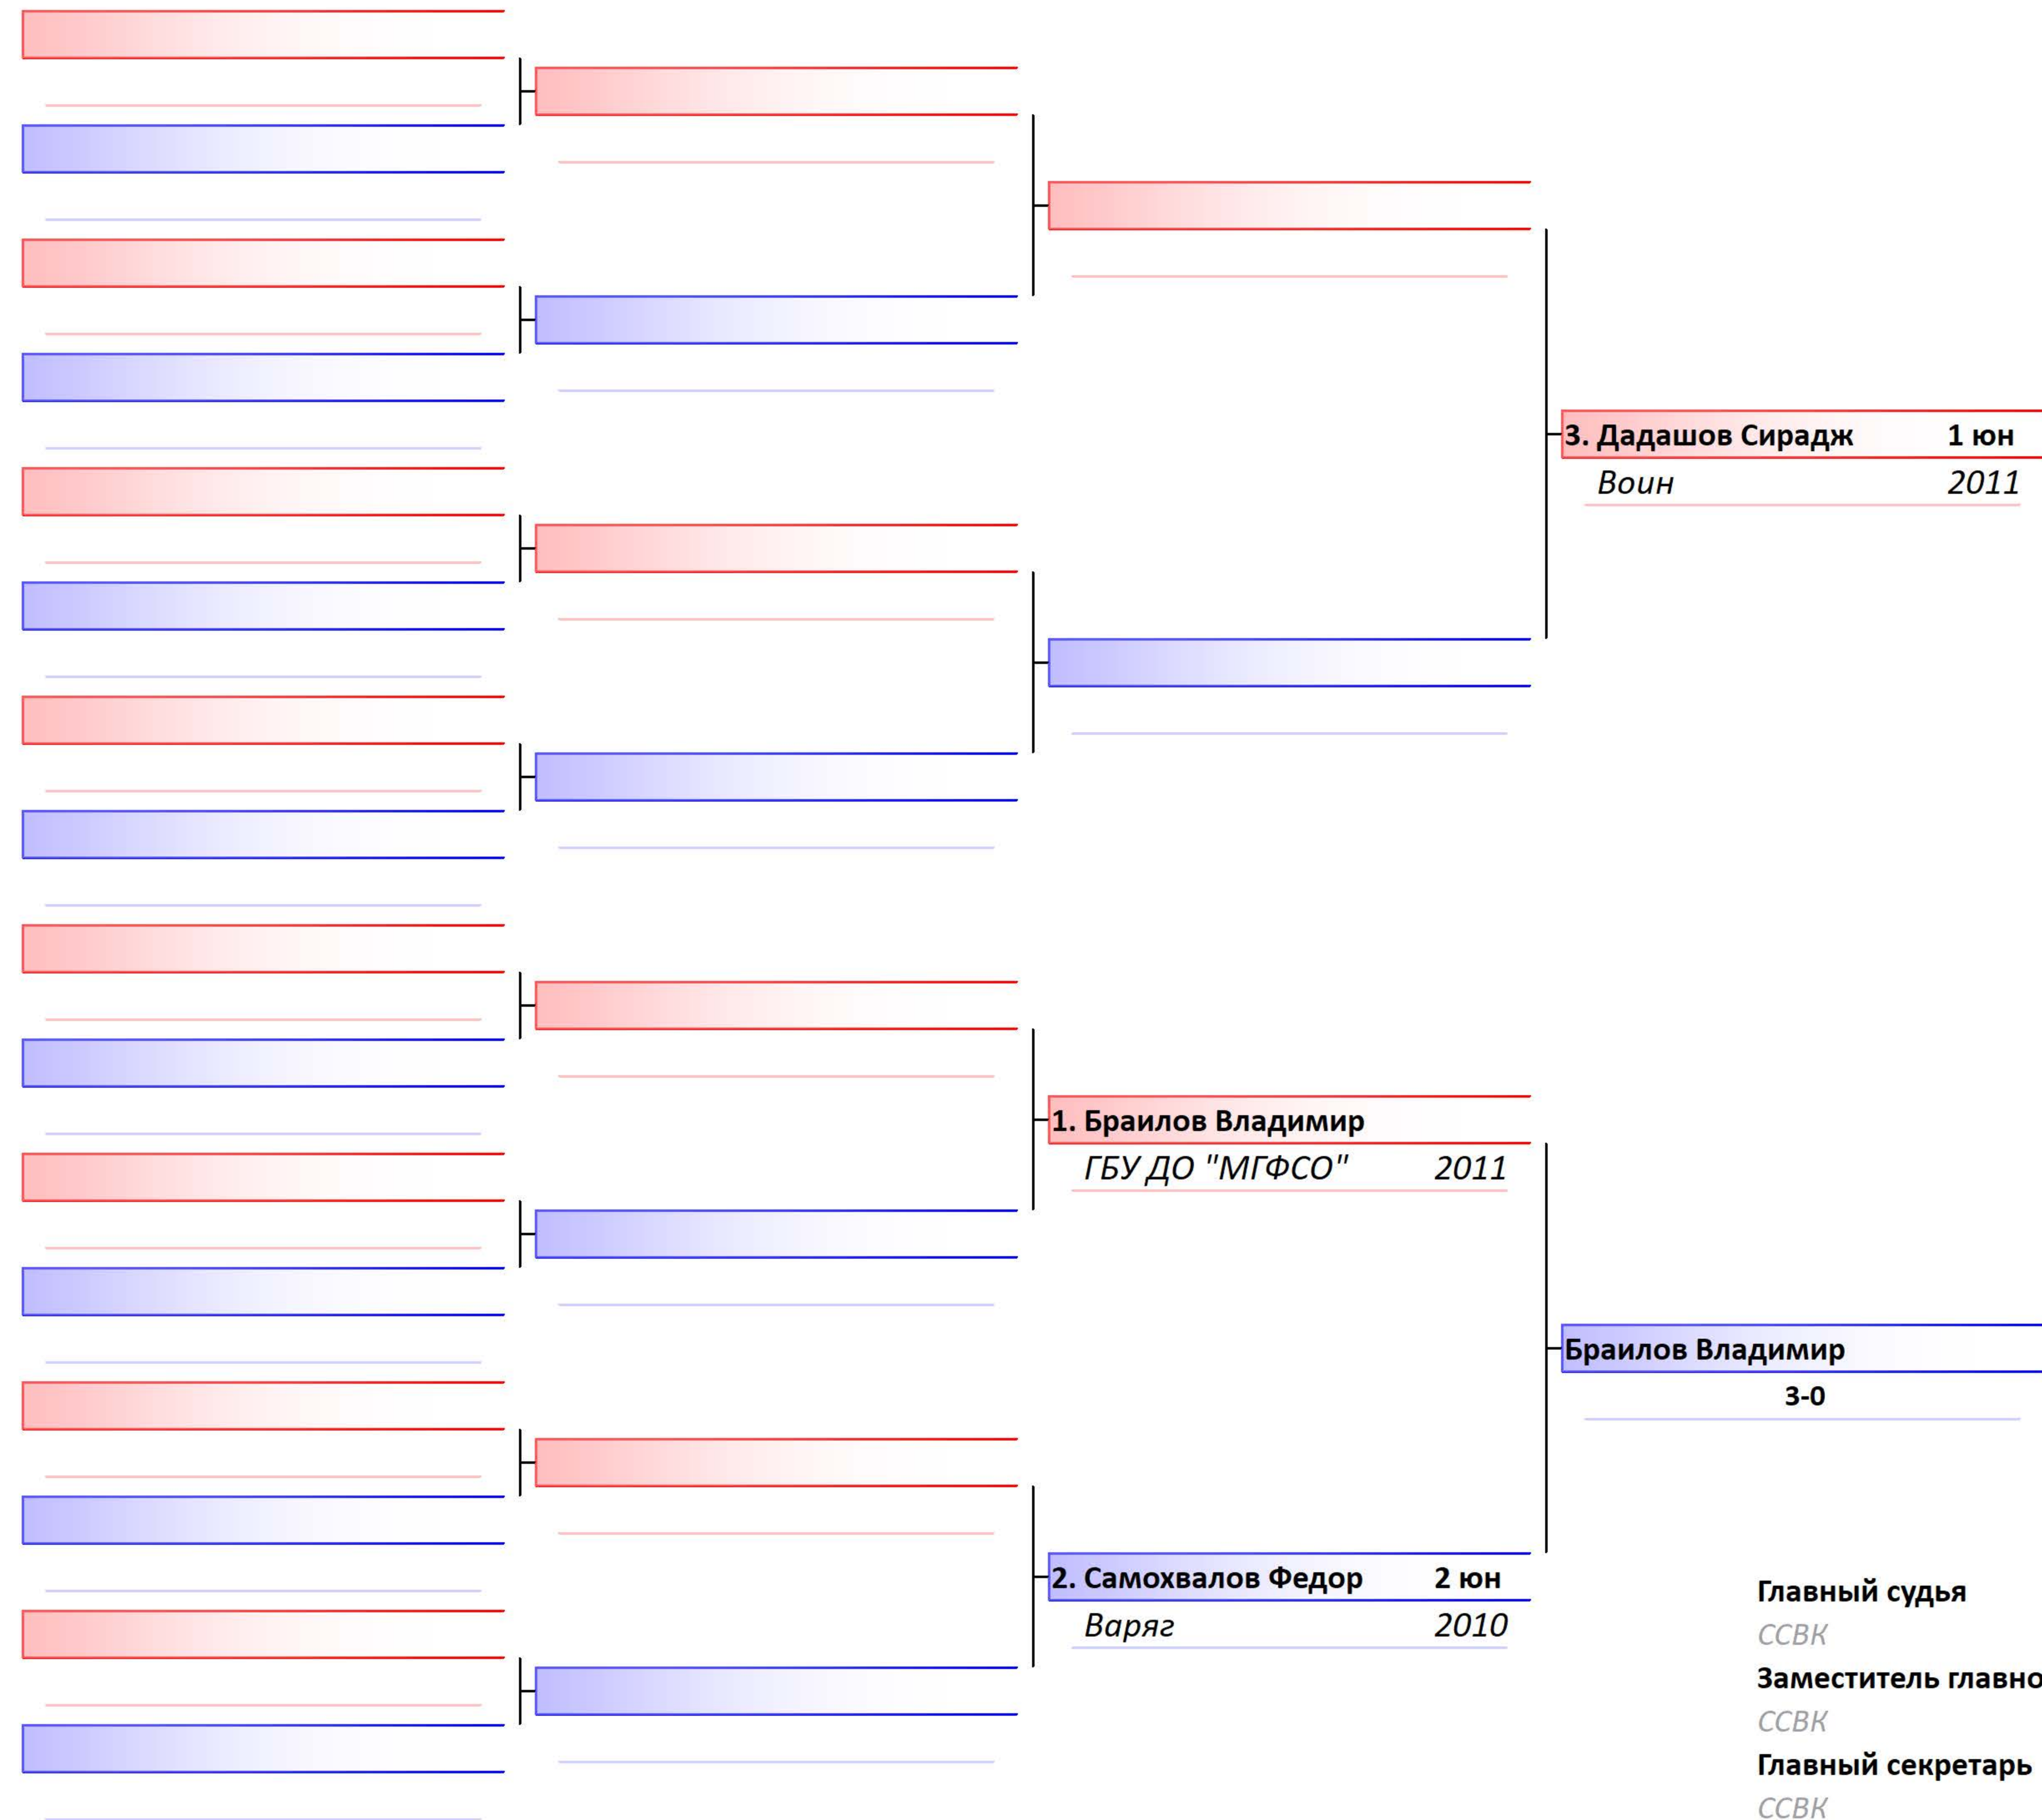 3. Дадашов Сирадж 1 юн
Воин 2011
1. Браилов Владимир
ГБУ ДО "МГФСО" 2011
Браилов Владимир
3-0
2. Самохвалов Федор 2 юн
Варяг 2010
Главный судья
ССВК
Заместитель главно
ССВК
Главный секретарь
ССВК